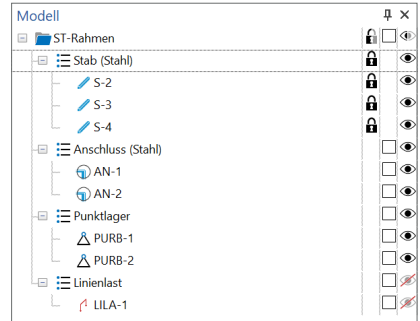 Modell
ST-Rahmen
Stab (Stahl)
S-2
S-3
S-4
Anschluss (Stahl)
AN-1
AN-2
Punktlager
PURB-1
PURB-2
Linienlast
LILA-1